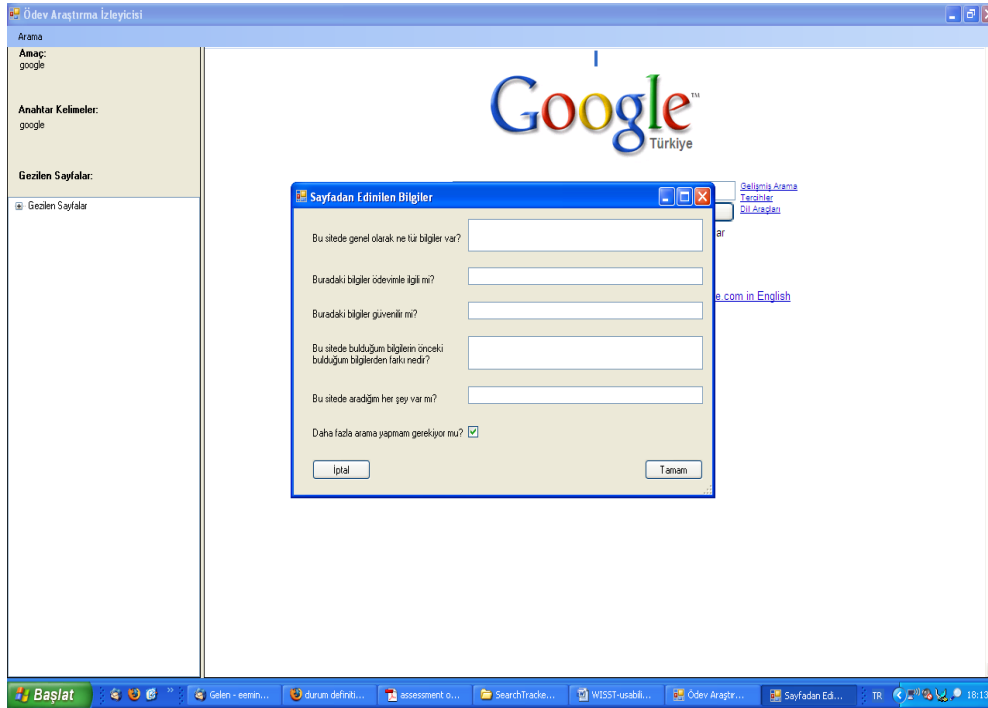 Ödev Araştırma İzleyicisi
Arama
Amaç:
google
Anahtar Kelimeler:
google
Gezilen Sayfalar:
Gezilen Sayfalar
Google™
Türkiye
Gelişmiş Arama
Tercihler
Dil Araçları
ar
e.com in English
Sayfadan Edinilen Bilgiler
Bu sitede genel olarak ne tür bilgiler var?
Buradaki bilgiler ödevimle ilgili mi?
Buradaki bilgiler güvenilir mi?
Bu sitede bulduğum bilgilerin önceki
bulduğum bilgilerden farkı nedir?
Bu sitede aradığım her şey var mı?
Daha fazla arama yapmam gerekiyor mu?
İptal
Tamam
Başlat
Gelen - eemin...
durum definiti...
assessment o...
SearchTracke...
WISST-usabili...
Ödev Araştır...
Sayfadan Edi...
TR
18:13